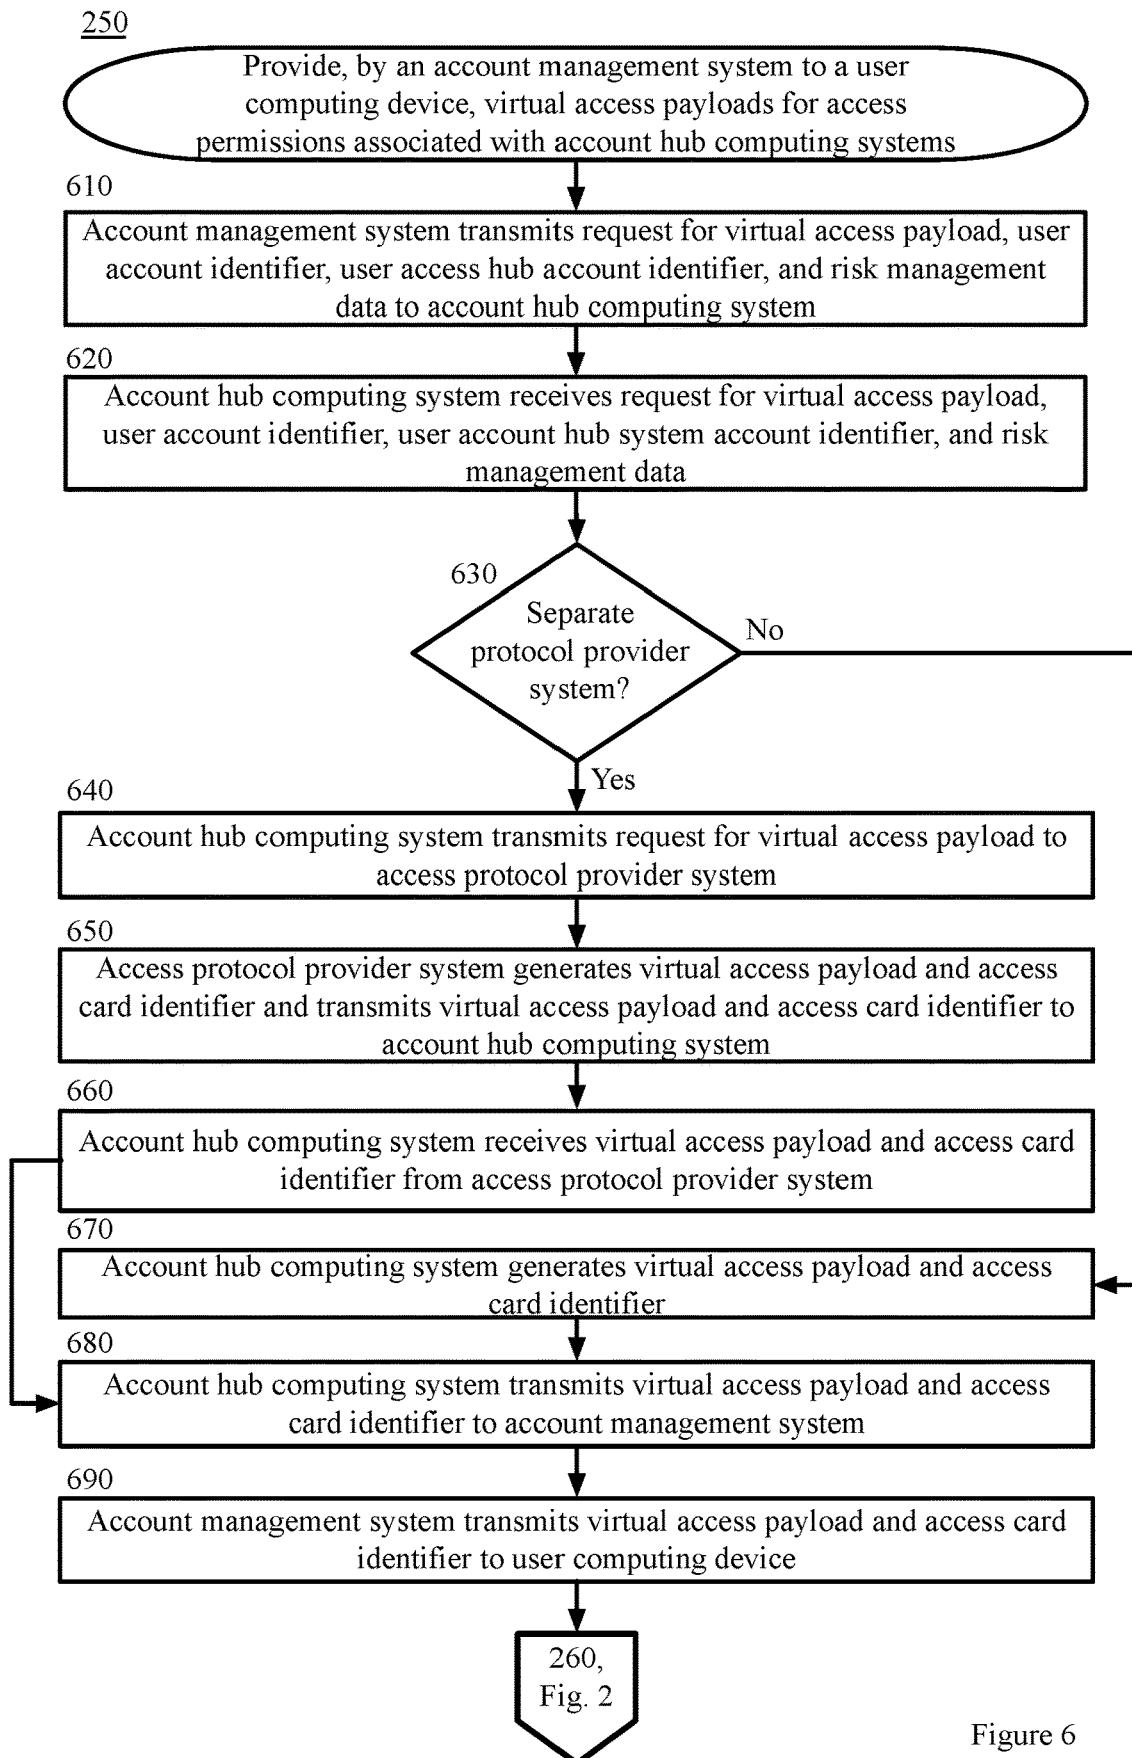 250
Provide, by an account management system to a user
computing device, virtual access payloads for access
permissions associated with account hub computing systems
610
Account management system transmits request for virtual access payload, user
account identifier, user access hub account identifier, and risk management
data to account hub computing system
620
Account hub computing system receives request for virtual access payload,
user account identifier, user account hub system account identifier, and risk
management data
630
Separate
protocol provider
system?
No
Yes
640
Account hub computing system transmits request for virtual access payload to
access protocol provider system
650
Access protocol provider system generates virtual access payload and access
card identifier and transmits virtual access payload and access card identifier to
account hub computing system
660
Account hub computing system receives virtual access payload and access card
identifier from access protocol provider system
670
Account hub computing system generates virtual access payload and access
card identifier
680
Account hub computing system transmits virtual access payload and access
card identifier to account management system
690
Account management system transmits virtual access payload and access card
identifier to user computing device
260,
Fig. 2
Figure 6